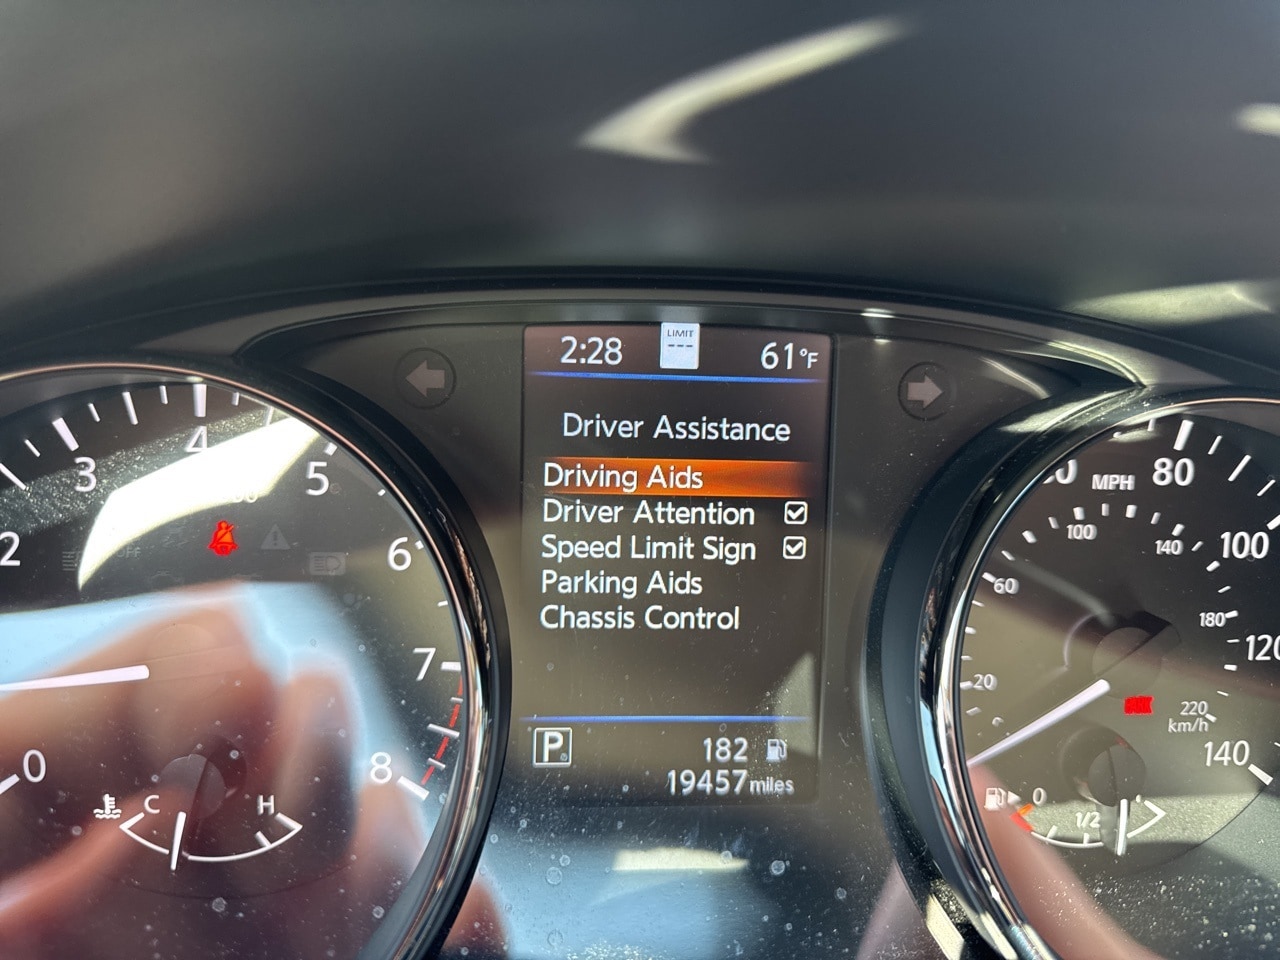 LIMIT
---
2:28
61°F
Driver Assistance
Driving Aids
Driver Attention
Speed Limit Sign
Parking Aids
Chassis Control
P
182
19457 miles
0
2
3
4
5
6
7
8
C
H
OFF
MPH
80
100
120
140
20
60
100
140
180
220
km/h
0
1/2